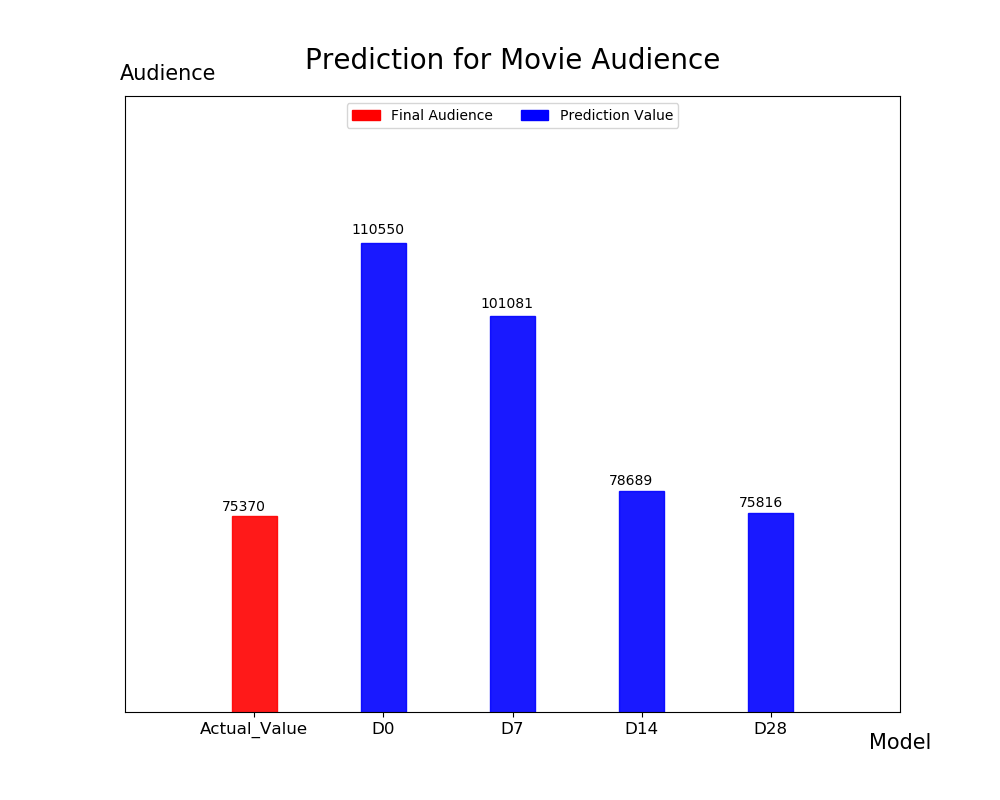 Prediction for Movie Audience
Audience
Final Audience Prediction Value
110550
101081
78689
75816
75370
Actual_Value D0 D7 D14 D28
Model